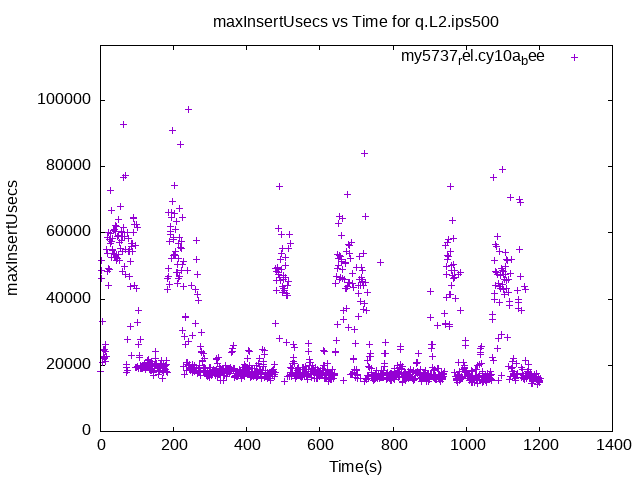 maxInsertUsecs vs Time for q.L2.ips500
my5737rel.cy10abee
100000
80000
60000
40000
20000
0
maxInsertUsecs
0 200 400 600 800 1000 1200 1400
Time(s)